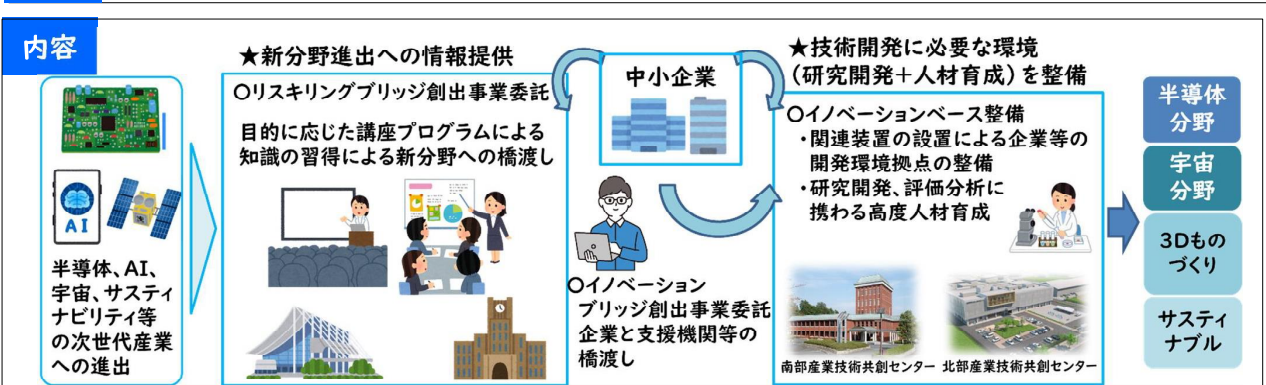 内容
AI
半導体、AI、
宇宙、サスティ
ナビリティ等
の次世代産業
への進出
★新分野進出への情報提供
〇リスキリングブリッジ創出事業委託
目的に応じた講座プログラムによる
知識の習得による新分野への橋渡し
中小企業
〇イノベーション
ブリッジ創出事業委託
企業と支援機関等の
橋渡し
★技術開発に必要な環境
（研究開発＋人材育成）を整備
〇イノベーションベース整備
・関連装置の設置による企業等の
開発環境拠点の整備
・研究開発、評価分析に
携わる高度人材育成
南部産業技術共創センター
北部産業技術共創センター
半導体
分野
宇宙
分野
3Dもの
づくり
サスティ
ナブル